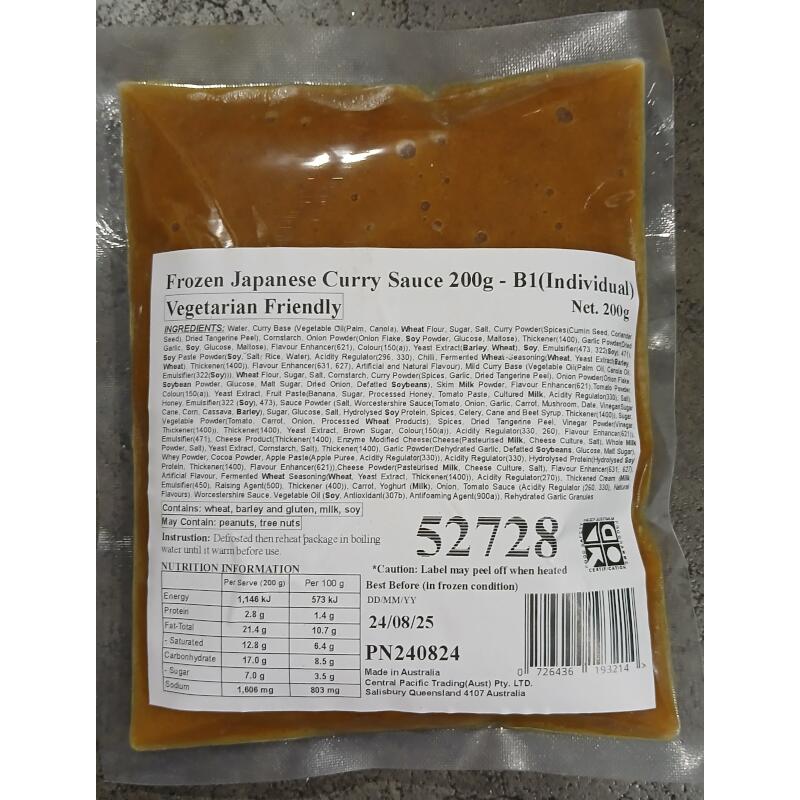 Frozen Japanese Curry Sauce 200g - B1(Individual)
Vegetarian Friendly
Net. 200g
INGREDIENTS: Water, Curry Base (Vegetable Oil(Palm, Canola), Wheat Flour, Sugar, Salt, Curry Powder(Spices(Cumin Seed, Coriander
Seed), Dried Tangerine Peel), Cornstarch, Onion Powder(Onion Flake, Soy Powder, Glucose, Maltose), Thickener(1400), Garlic Powder(Dried
Garlic, Soy, Glucose, Maltose), Flavour Enhancer(621), Colour(150(a)), Yeast Extract(Barley, Wheat), Soy, Emulsifier(473, 322(Soy), 471),
Soy Paste Powder(Soy, Salt, Rice, Water), Acidity Regulator(296, 330), Chilli, Fermented Wheat Seasoning(Wheat, Yeast Extract(Barley,
Wheat), Thickener(1400), Flavour Enhancer(631, 627), Artificial and Natural Flavour), Mild Curry Base (Vegetable Oil(Palm Oil, Canola Oil,
Emulsifier(322(Soy))), Wheat Flour, Sugar, Salt, Cornstarch, Curry Powder(Spices, Garlic, Dried Tangerine Peel), Onion Powder(Onion Flake,
Soybean Powder, Glucose, Malt Sugar, Dried Onion, Defatted Soybeans), Skim Milk Powder, Flavour Enhancer(621), Tomato Powder,
Colour(150(a)), Yeast Extract, Fruit Paste(Banana, Sugar, Processed Honey, Tomato Paste, Cultured Milk, Acidity Regulator(330), Salt),
Honey, Emulsifier(322 (Soy), 473), Sauce Powder(Salt, Worcestershire Sauce(Tomato, Onion, Garlic, Carrot, Mushroom, Date, Vinegar(Sugar
Cane, Corn, Cassava, Barley), Sugar, Glucose, Salt, Hydrolysed Soy Protein, Spices, Celery, Cane and Beet Syrup, Thickener(1400)), Sugar,
Vegetable Powder(Tomato, Carrot, Onion, Processed Wheat Products), Spices, Dried Tangerine Peel, Vinegar Powder(Vinegar,
Thickener(1400)), Thickener(1400), Yeast Extract, Brown Sugar, Colour(150(a)), Acidity Regulator(330, 260), Flavour Enhancer(621)),
Emulsifier(471), Cheese Product(Thickener(1400), Enzyme Modified Cheese(Cheese(Pasteurised Milk, Cheese Culture, Salt), Whole Milk
Powder, Salt), Yeast Extract, Cornstarch, Salt), Thickener(1400), Garlic Powder(Dehydrated Garlic, Defatted Soybeans, Glucose, Malt Sugar),
Whey Powder, Cocoa Powder, Apple Paste(Apple Puree, Acidity Regulator(330)), Acidity Regulator(330), Hydrolysed Protein(Hydrolysed Soy
Protein, Thickener(1400), Flavour Enhancer(621)),Cheese Powder(Pasteurised Milk, Cheese Culture, Salt), Flavour Enhancer(631, 627),
Artificial Flavour, Fermented Wheat Seasoning(Wheat, Yeast Extract, Thickener(1400)), Acidity Regulator(270)), Thickened Cream (Milk,
Emulsifier(450), Raising Agent(500), Thickener (400)), Carrot, Yoghurt (Milk), Onion, Tomato Sauce (Acidity Regulator (260, 330), Natural
Flavours), Worcestershire Sauce, Vegetable Oil (Soy, Antioxidant(307b), Antifoaming Agent(900a)), Rehydrated Garlic Granules
Contains: wheat, barley and gluten, milk, soy
May Contain: peanuts, tree nuts
Instrustion: Defrosted then reheat package in boiling
water until it warm before use.
52728
*Caution: Label may peel off when heated
NUTRITION INFORMATION
Per Serve (200 g) Per 100 g
Energy 1,146 kJ 573 kJ
Protein 2.8 g 1.4 g
Fat-Total 21.4 g 10.7 g
- Saturated 12.8 g 6.4 g
Carbonhydrate 17.0 g 8.5 g
- Sugar 7.0 g 3.5 g
Sodium 1,606 mg 803 mg
Best Before (in frozen condition)
DD/MM/YY
24/08/25
PN240824
Made in Australia
Central Pacific Trading(Aust) Pty. LTD.
Salisbury Queensland 4107 Australia
CERTIFICATION
0 726436 193214 >